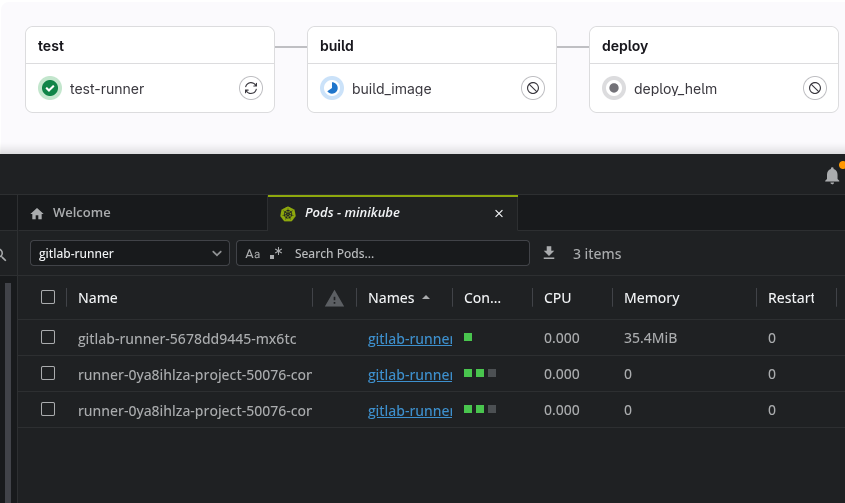 test build deploy
test-runner build_image deploy_helm
Welcome Pods - minikube
gitlab-runner Aa .* Search Pods... 3 items
Name Names Con... CPU Memory Restart
gitlab-runner-5678dd9445-mx6tc gitlab-runner 0.000 35.4MiB 0
runner-0ya8ihlza-project-50076-cor gitlab-runner 0.000 0 0
runner-0ya8ihlza-project-50076-cor gitlab-runner 0.000 0 0